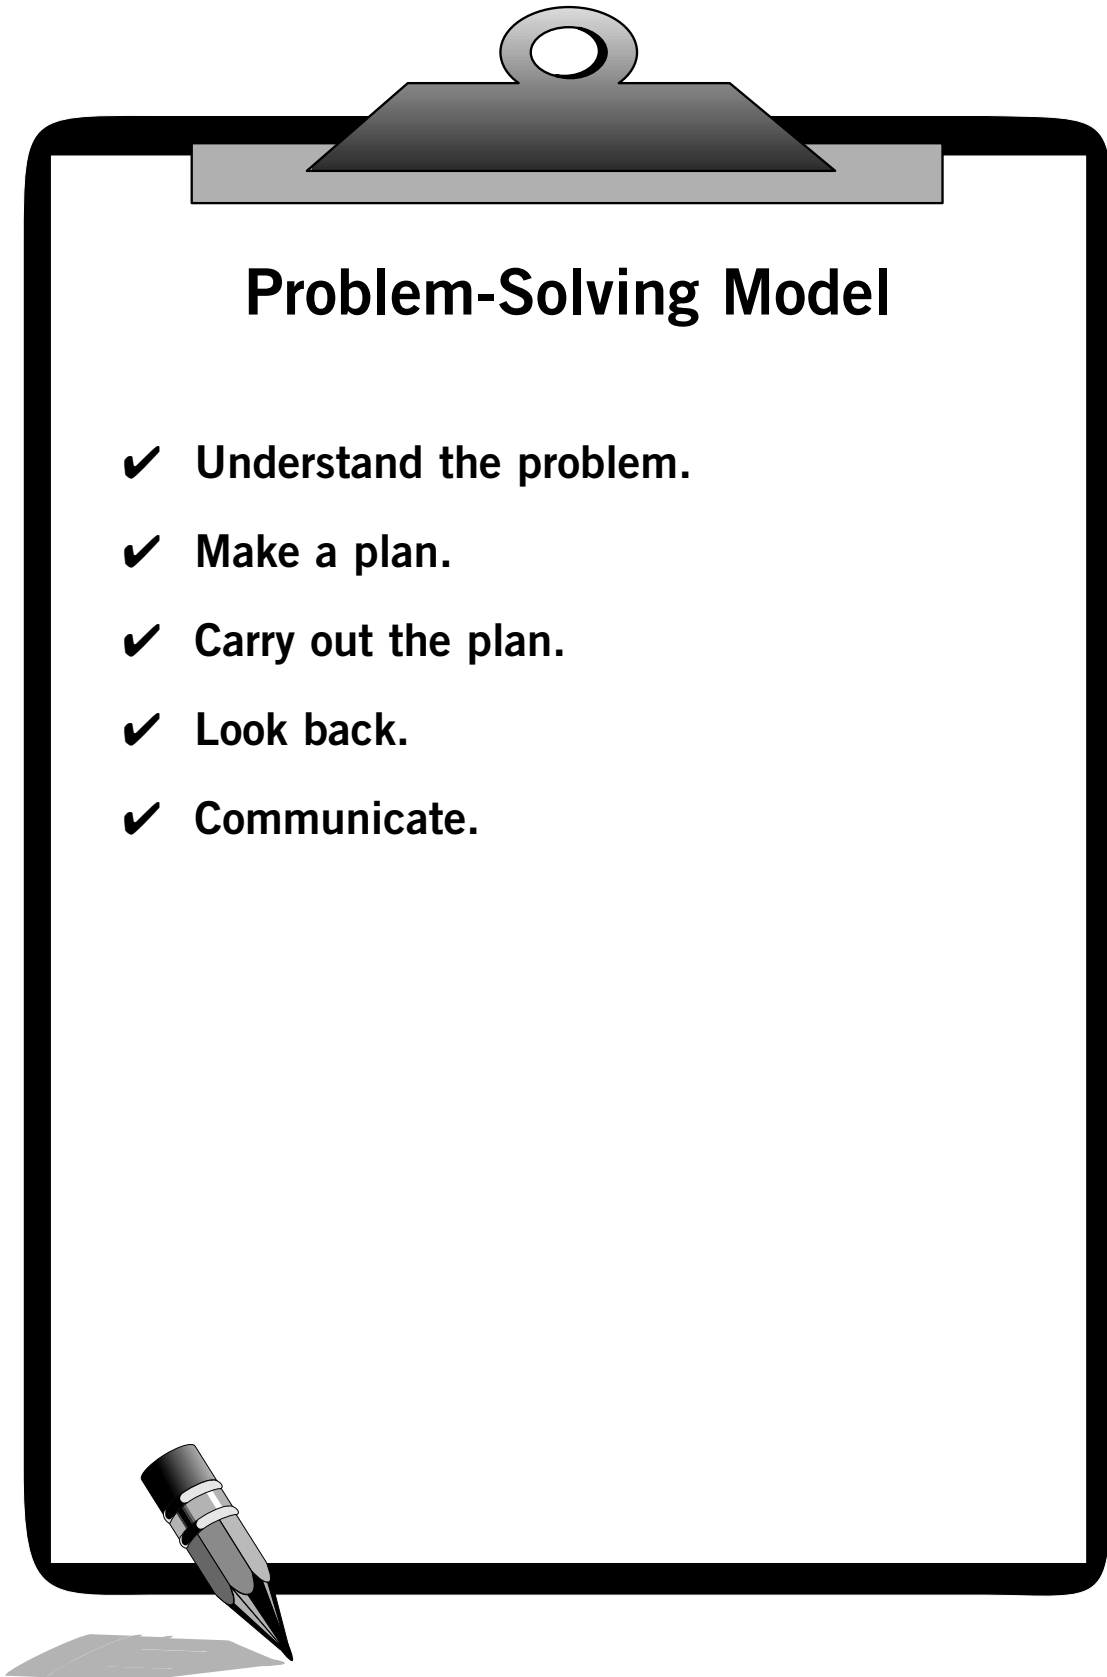 Problem-Solving Model
✔ Understand the problem.
✔ Make a plan.
✔ Carry out the plan.
✔ Look back.
✔ Communicate.